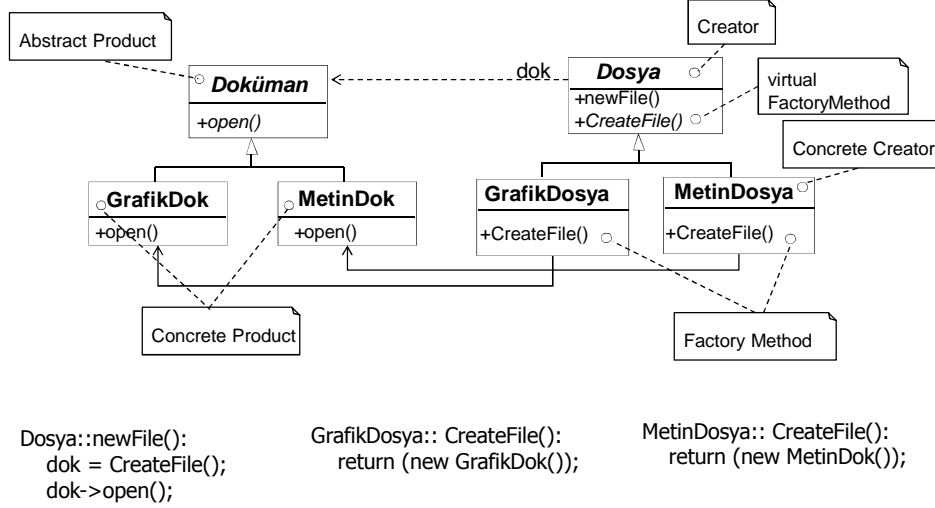 Abstract Product
Creator
dok
Doküman
+open()
Dosya
+newFile()
+CreateFile()
virtual
FactoryMethod
Concrete Creator
GrafikDok
+open()
MetinDok
+open()
GrafikDosya
+CreateFile()
MetinDosya
+CreateFile()
Concrete Product
Factory Method
Dosya::newFile():
dok = CreateFile();
dok->open();
GrafikDosya:: CreateFile():
return (new GrafikDok());
MetinDosya:: CreateFile():
return (new MetinDok());